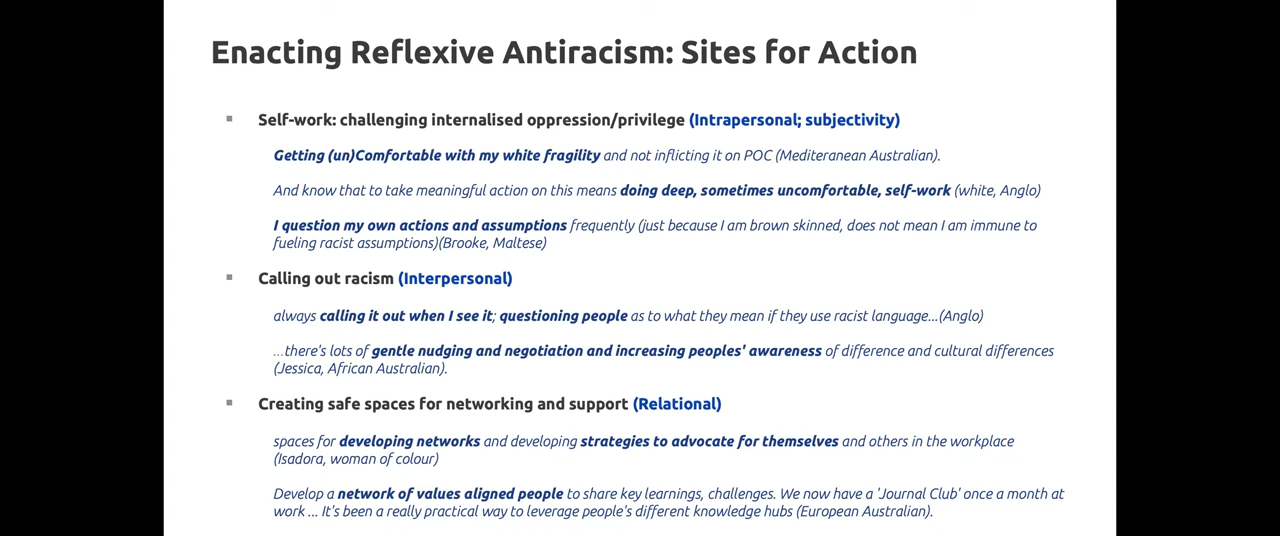 Enacting Reflexive Antiracism: Sites for Action
Self-work: challenging internalised oppression/privilege (Intrapersonal; subjectivity)
Getting (un)Comfortable with my white fragility and not inflicting it on POC (Mediteranean Australian).
And know that to take meaningful action on this means doing deep, sometimes uncomfortable, self-work (white, Anglo)
I question my own actions and assumptions frequently (just because I am brown skinned, does not mean I am immune to
fueling racist assumptions)(Brooke, Maltese)
Calling out racism (Interpersonal)
always calling it out when I see it; questioning people as to what they mean if they use racist language...(Anglo)
...there's lots of gentle nudging and negotiation and increasing peoples' awareness of difference and cultural differences
(Jessica, African Australian).
Creating safe spaces for networking and support (Relational)
spaces for developing networks and developing strategies to advocate for themselves and others in the workplace
(Isadora, woman of colour)
Develop a network of values aligned people to share key learnings, challenges. We now have a 'Journal Club' once a month at
work ... It's been a really practical way to leverage people's different knowledge hubs (European Australian).